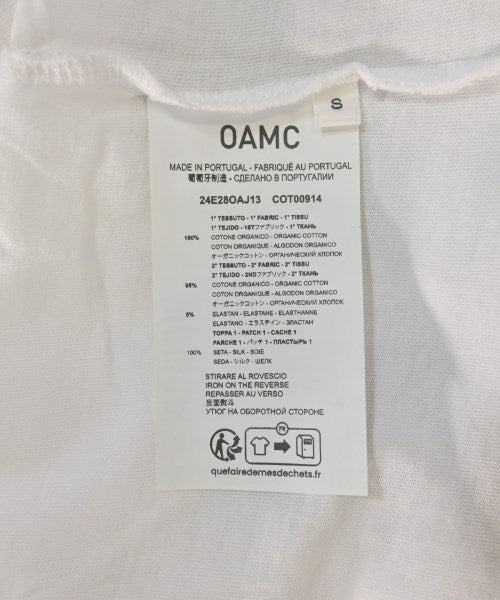 S
OAMC
MADE IN PORTUGAL - FABRIQUÉ AU PORTUGAL
葡萄牙制造 - СДЕЛАНО В ПОРТУГАЛИИ
24E28OAJ13 COT00914
1° TESSUTO - 1° FABRIC - 1° TISSU
1° TEJIDO - 1STファブリック - 1° ТКАНЬ
100% COTONE ORGANICO - ORGANIC COTTON
COTON ORGANIQUE - ALGODON ORGANICO
オーガニックコットン - ОРГАНИЧЕСКИЙ ХЛОПОК
2° TESSUTO - 2° FABRIC - 2° TISSU
2° TEJIDO - 2NDファブリック - 2° ТКАНЬ
95% COTONE ORGANICO - ORGANIC COTTON
COTON ORGANIQUE - ALGODON ORGANICO
オーガニックコットン - ОРГАНИЧЕСКИЙ ХЛОПОК
5% ELASTAN - ELASTANE - ELASTHANNE
ELASTANO - エラステイン - ЭЛАСТАН
TOPPA 1 - PATCH 1 - CACHE 1
PARCHE 1 - パッチ 1 - ПЛАСТЫРЬ 1
100% SETA - SILK - SOIE
SEDA - シルク - ШЕЛК
STIRARE AL ROVESCIO
IRON ON THE REVERSE
REPASSER AU VERSO
反面熨斗
УТЮГ НА ОБОРОТНОЙ СТОРОНЕ
FR
quefairedemesdechets.fr